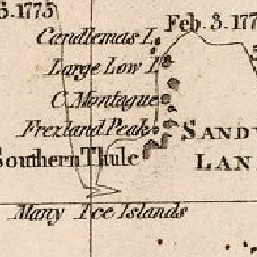 5.1775
Feb. 3. 177
Candlemas I.
Large Low I.
C. Montague
Frezland Peak
SANDW
Southern Thule
LAN
Many Ice Islands